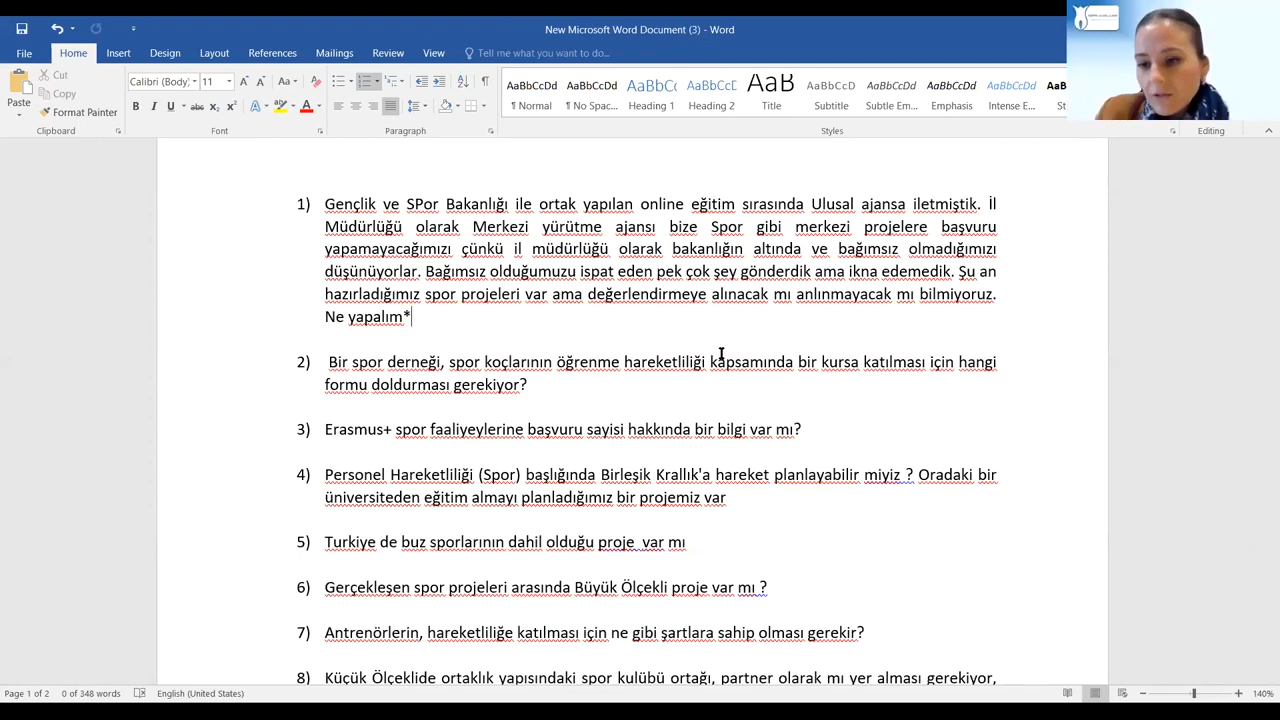 New Microsoft Word Document (3) - Word
File Home Insert Design Layout References Mailings Review View Tell me what you want to do...
Paste
Cut
Copy
Format Painter
Calibri (Body) 11
AaBbCcDd AaBbCcDd AaBbCc AaBbCcD AaB AaBbCcD AaBbCcDd AaBbCcDd AaBbCcDd
¶ Normal ¶ No Spac... Heading 1 Heading 2 Title Subtitle Subtle Em... Emphasis Intense E...
Clipboard Font Paragraph Styles Editing
1) Gençlik ve SPor Bakanlığı ile ortak yapılan online eğitim sırasında Ulusal ajansa iletmiştik. İl
Müdürlüğü olarak Merkezi yürütme ajansı bize Spor gibi merkezi projelere başvuru
yapamayacağımızı çünkü il müdürlüğü olarak bakanlığın altında ve bağımsız olmadığımızı
düşünüyorlar. Bağımsız olduğumuzu ispat eden pek çok şey gönderdik ama ikna edemedik. Şu an
hazırladığımız spor projeleri var ama değerlendirmeye alınacak mı anlınmayacak mı bilmiyoruz.
Ne yapalım*
2) Bir spor derneği, spor koçlarının öğrenme hareketliliği kapsamında bir kursa katılması için hangi
formu doldurması gerekiyor?
3) Erasmus+ spor faaliyeylerine başvuru sayisi hakkında bir bilgi var mı?
4) Personel Hareketliliği (Spor) başlığında Birleşik Krallık'a hareket planlayabilir miyiz ? Oradaki bir
üniversiteden eğitim almayı planladığımız bir projemiz var
5) Turkiye de buz sporlarının dahil olduğu proje var mı
6) Gerçekleşen spor projeleri arasında Büyük Ölçekli proje var mı ?
7) Antrenörlerin, hareketliliğe katılması için ne gibi şartlara sahip olması gerekir?
8) Küçük Ölçeklide ortaklık yapısındaki spor kulübü ortağı, partner olarak mı yer alması gerekiyor,
Page 1 of 2 0 of 348 words English (United States) 140%